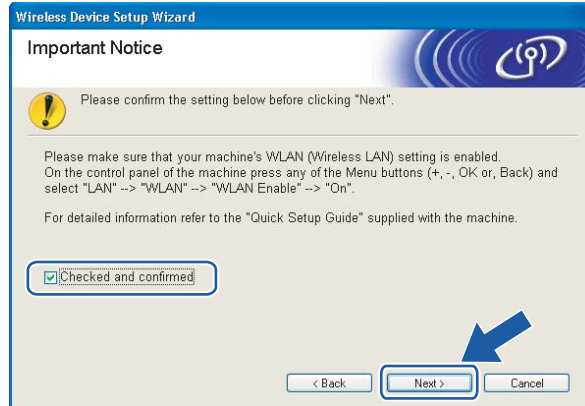 Wireless Device Setup Wizard
Important Notice
Please confirm the setting below before clicking "Next".
Please make sure that your machine's WLAN (Wireless LAN) setting is enabled.
On the control panel of the machine press any of the Menu buttons (+, -, OK or, Back) and
select "LAN" --> "WLAN" --> "WLAN Enable" --> "On".
For detailed information refer to the "Quick Setup Guide" supplied with the machine.
Checked and confirmed
< Back Next > Cancel